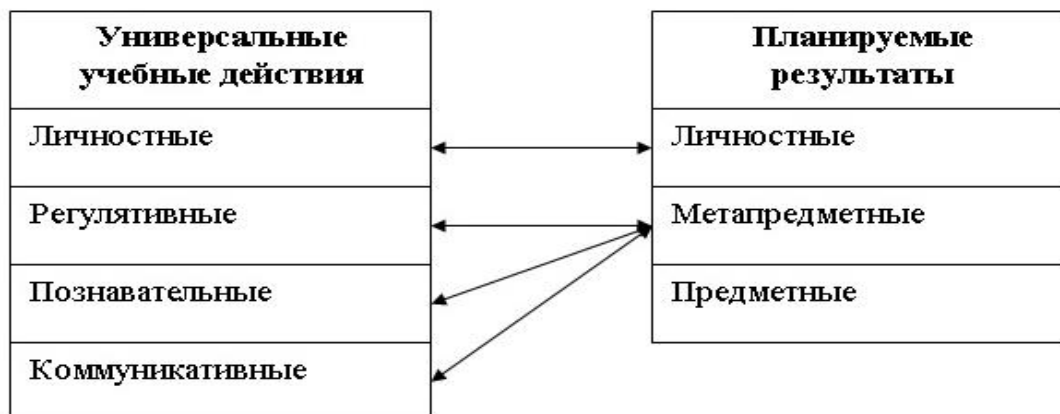 Универсальные
учебные действия
Личностные
Регулятивные
Познавательные
Коммуникативные
Планируемые
результаты
Личностные
Метапредметные
Предметные